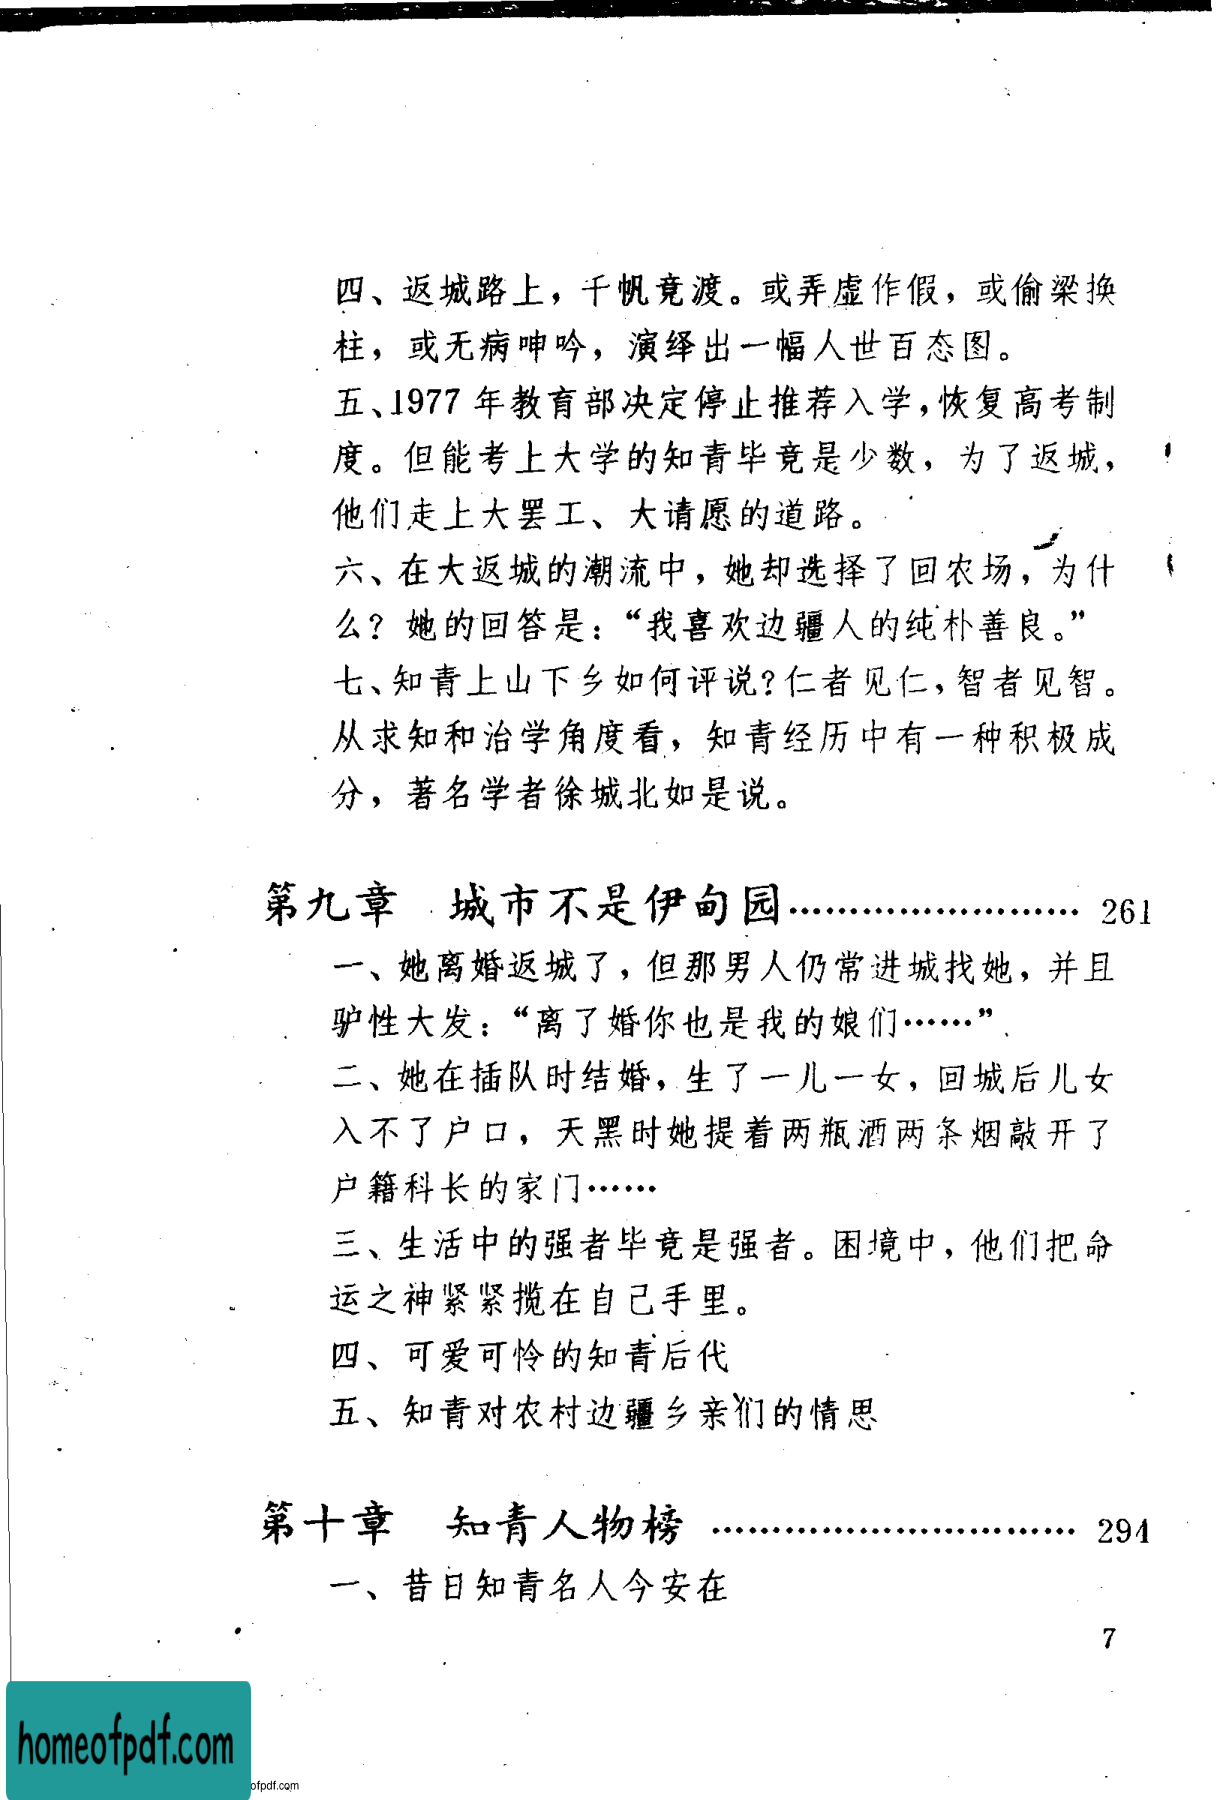 四、返城路上，千帆竞渡。或弄虚作假，或偷梁换
柱，或无病呻吟，演绎出一幅人世百态图。
五、1977年教育部决定停止推荐入学，恢复高考制
度。但能考上大学的知青毕竟是少数，为了返城，
他们走上大罢工、大请愿的道路。
六、在大返城的潮流中，她却选择了回农场，为什
么？她的回答是：“我喜欢边疆人的纯朴善良。”
七、知青上山下乡如何评说？仁者见仁，智者见智。
从求知和治学角度看，知青经历中有一种积极成
分，著名学者徐城北如是说。
第九章 城市不是伊甸园…………………… 261
一、她离婚返城了，但那男人仍常进城找她，并且
驴性大发：“离了婚你也是我的娘们……”
二、她在插队时结婚，生了一儿一女，回城后儿女
入不了户口，天黑时她提着两瓶酒两条烟敲开了
户籍科长的家门……
三、生活中的强者毕竟是强者。困境中，他们把命
运之神紧紧揽在自己手里。
四、可爱可怜的知青后代
五、知青对农村边疆乡亲们的情思
第十章 知青人物榜………………………… 294
一、昔日知青名人今安在
7
homeofpdf.com
ofpdf.com